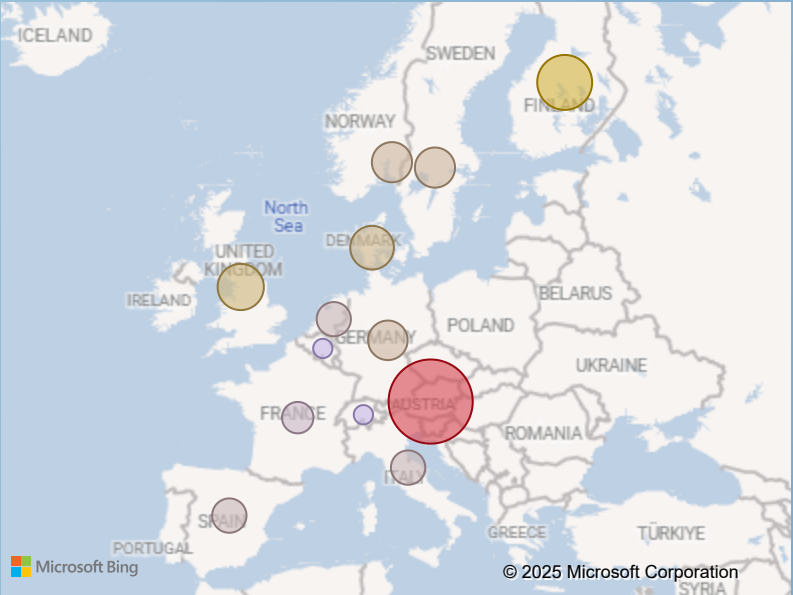 ICELAND
SWEDEN
FINLAND
NORWAY
North
Sea
DENMARK
UNITED
KINGDOM
IRELAND
BELARUS
POLAND
GERMANY
UKRAINE
AUSTRIA
FRANCE
ROMANIA
ITALY
SPAIN
PORTUGAL
GREECE
TÜRKIYE
SYRIA
Microsoft Bing
© 2025 Microsoft Corporation